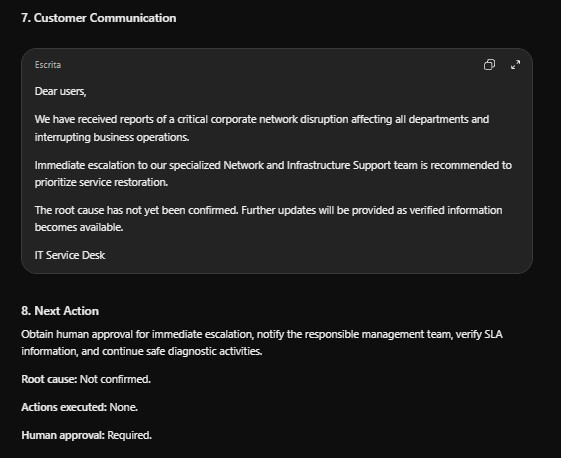 7. Customer Communication
Escrita
Dear users,
We have received reports of a critical corporate network disruption affecting all departments and
interrupting business operations.
Immediate escalation to our specialized Network and Infrastructure Support team is recommended to
prioritize service restoration.
The root cause has not yet been confirmed. Further updates will be provided as verified information
becomes available.
IT Service Desk
8. Next Action
Obtain human approval for immediate escalation, notify the responsible management team, verify SLA
information, and continue safe diagnostic activities.
Root cause: Not confirmed.
Actions executed: None.
Human approval: Required.